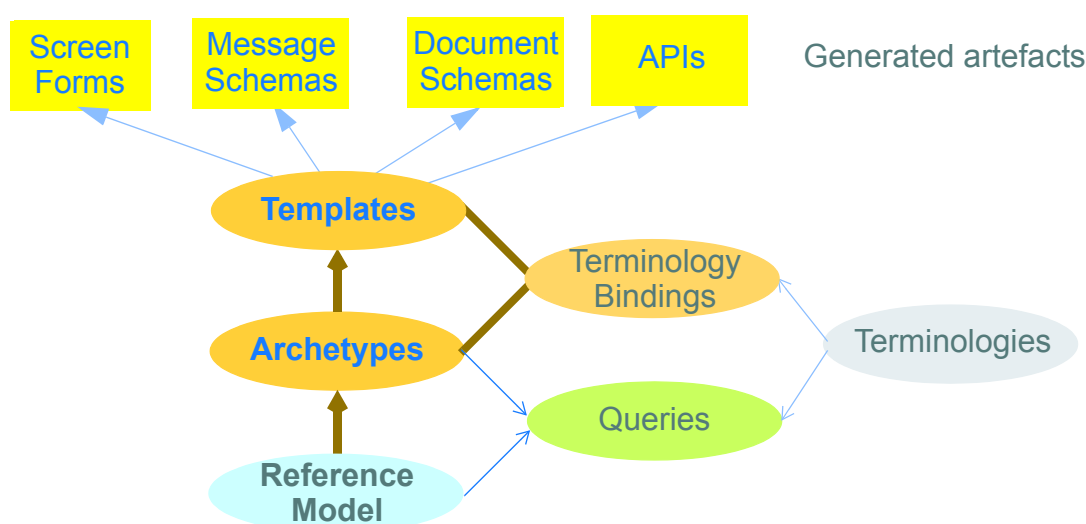 Screen
Forms
Message
Schemas
Document
Schemas
APIs
Generated artefacts
Templates
Terminology
Bindings
Archetypes
Terminologies
Queries
Reference
Model